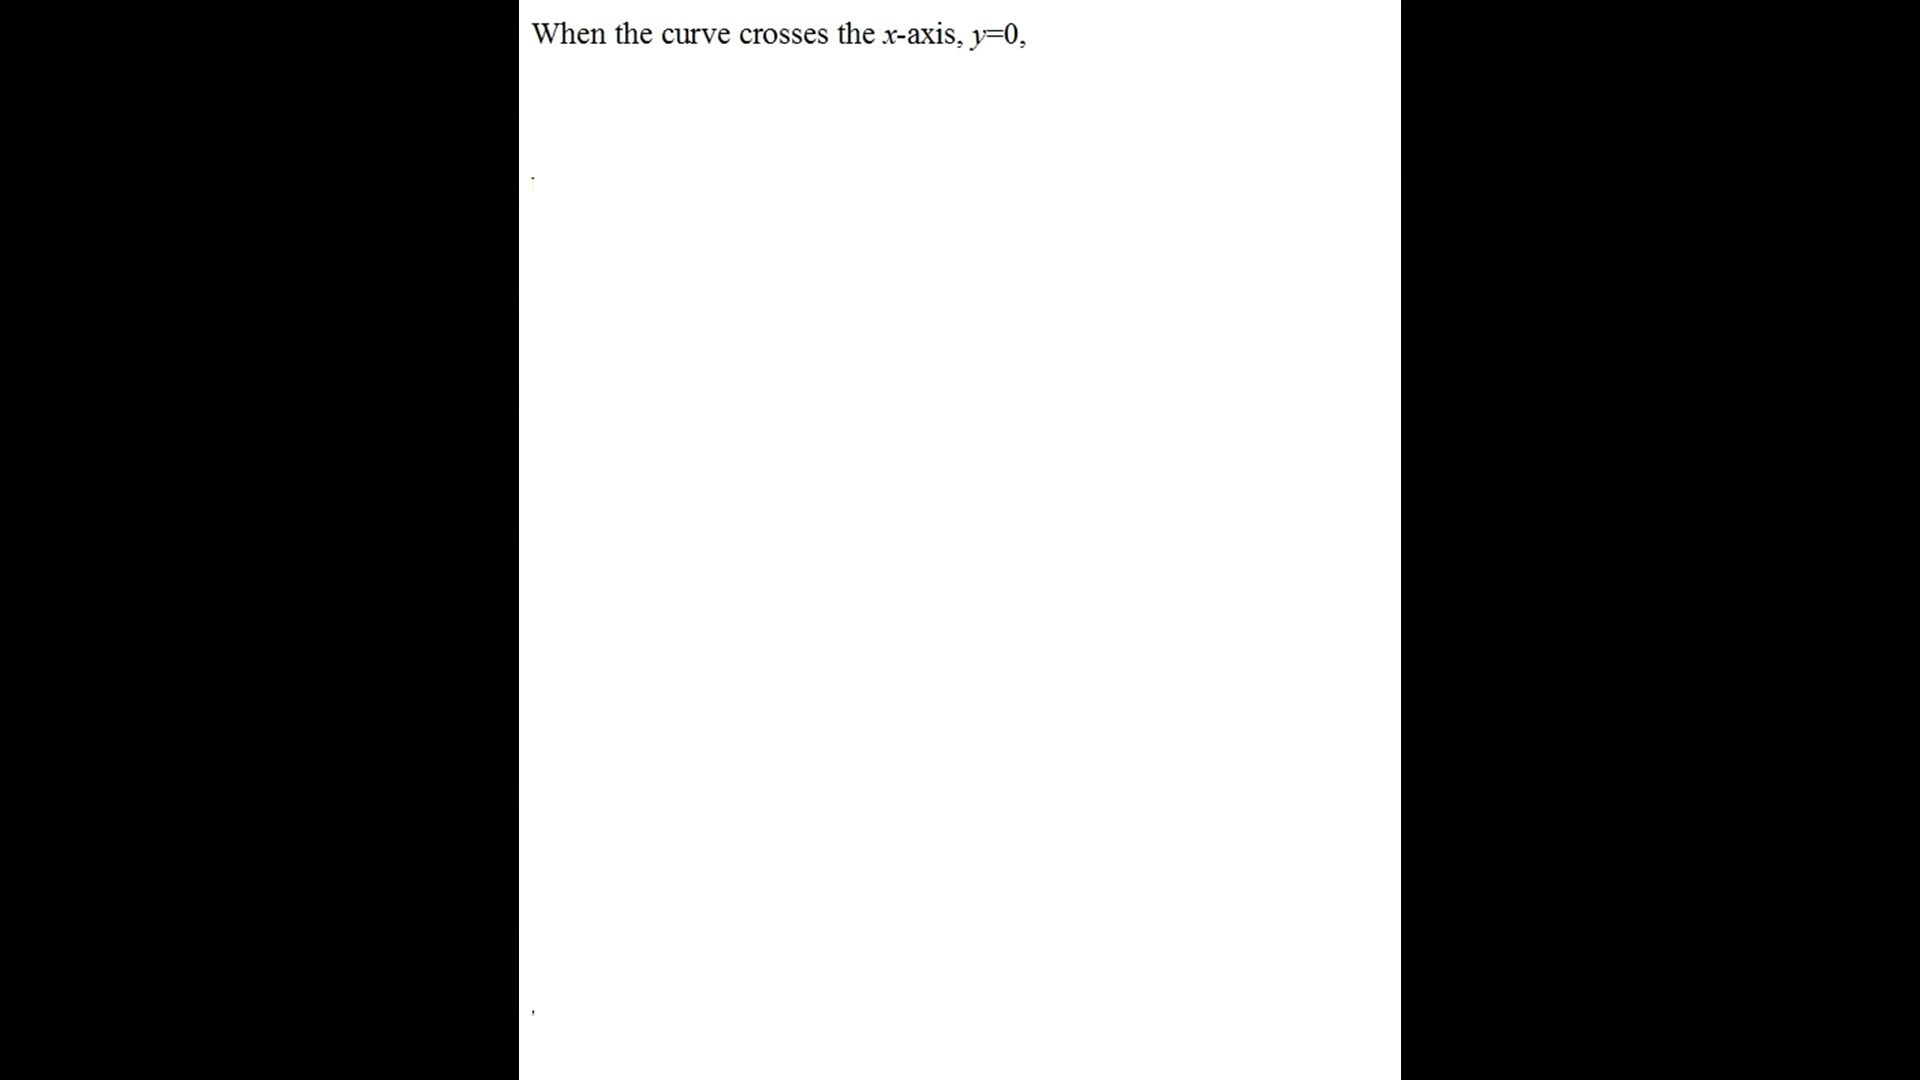 When the curve crosses the x-axis, y=0,